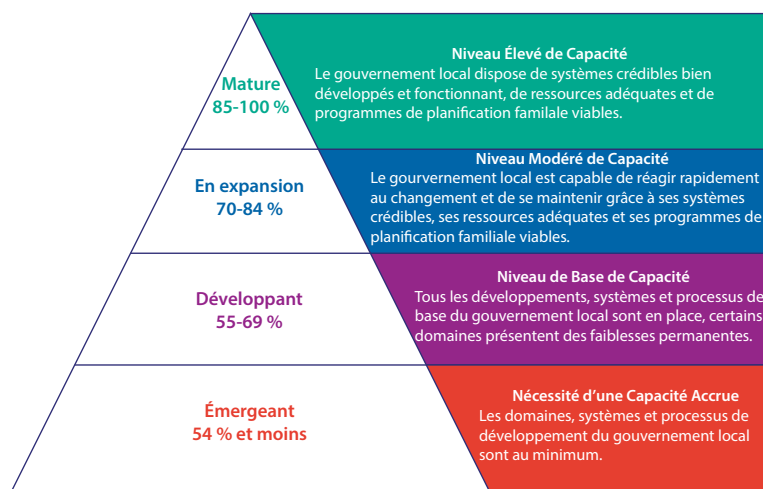 Mature
85-100 %
Niveau Élevé de Capacité
Le gouvernement local dispose de systèmes crédibles bien
développés et fonctionnant, de ressources adéquates et de
programmes de planification familale viables.
En expansion
70-84 %
Niveau Modéré de Capacité
Le gourvernement local est capable de réagir rapidement
au changement et de se maintenir grâce à ses systèmes
crédibles, ses ressources adéquates et ses programmes de
planification familiale viables.
Développant
55-69 %
Niveau de Base de Capacité
Tous les développements, systèmes et processus de
base du gouvernement local sont en place, certains
domaines présentent des faiblesses permanentes.
Émergeant
54 % et moins
Nécessité d'une Capacité Accrue
Les domaines, systèmes et processus de
développement du gouvernement local
sont au minimum.